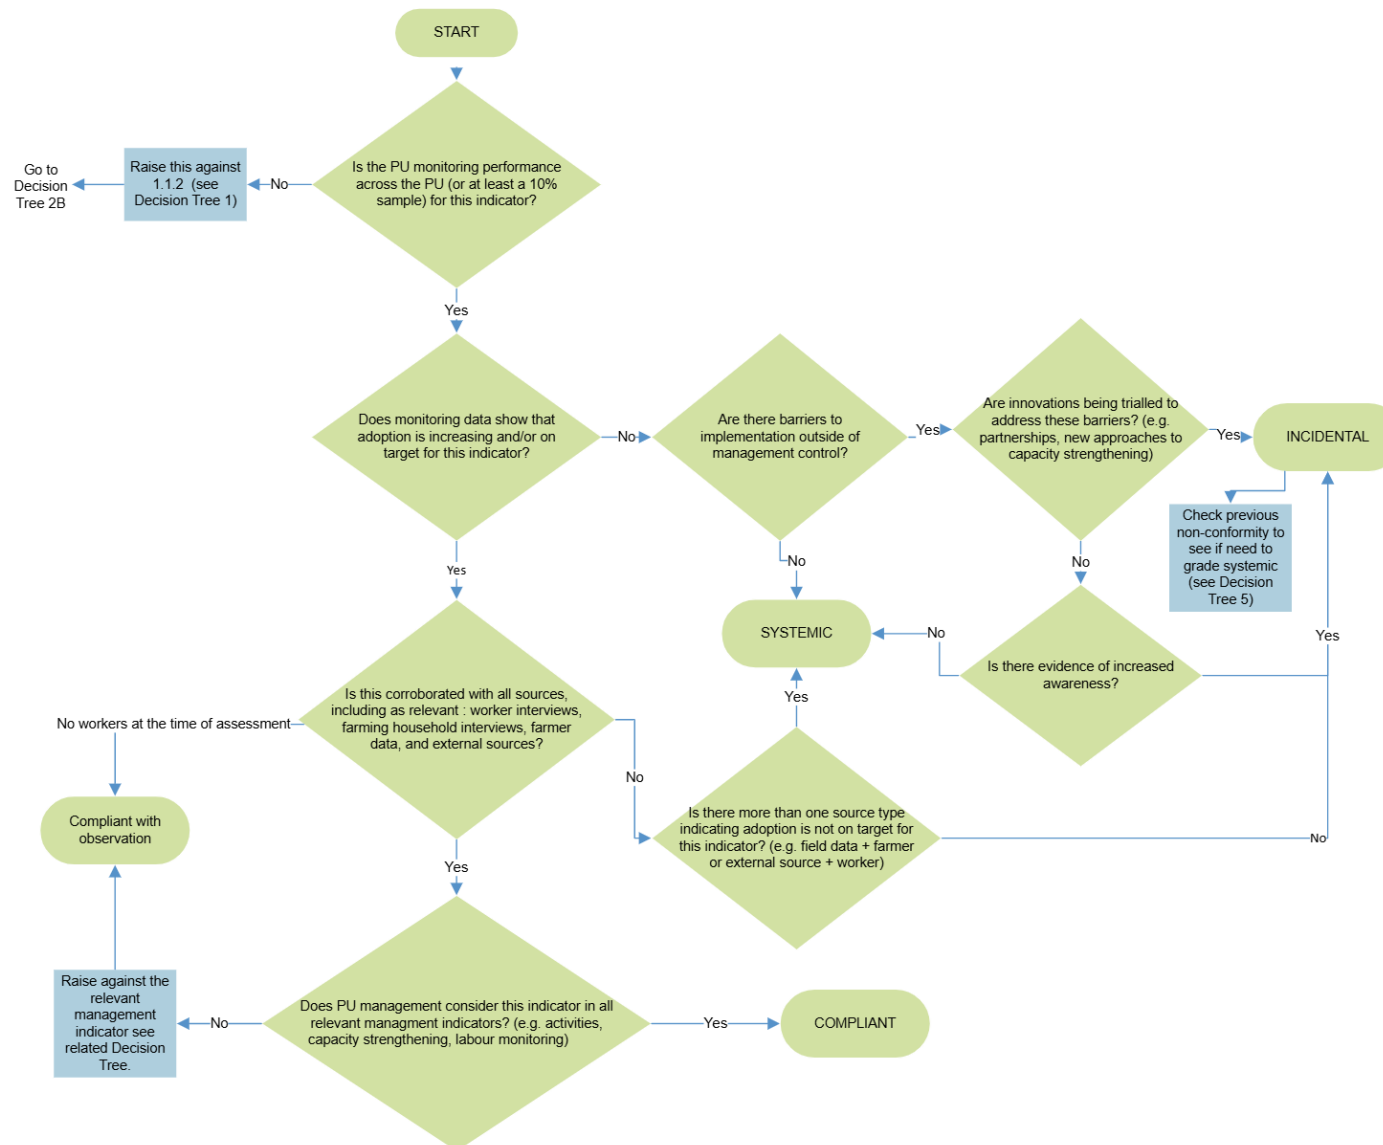 START
Is the PU monitoring performance
across the PU (or at least a 10%
sample) for this indicator?
No
Raise this against
1.1.2  (see
Decision Tree 1)
Go to
Decision
Tree 2B
Yes
Does monitoring data show that
adoption is increasing and/or on
target for this indicator?
No
Are there barriers to
implementation outside of
management control?
Yes
Are innovations being trialled to
address these barriers? (e.g.
partnerships, new approaches to
capacity strengthening)
Yes
INCIDENTAL
Check previous
non-conformity to
see if need to
grade systemic
(see Decision
Tree 5)
No
No
Yes
SYSTEMIC
No
Is there evidence of increased
awareness?
Yes
Is this corroborated with all sources,
including as relevant : worker interviews,
farming household interviews, farmer
data, and external sources?
No workers at the time of assessment
Compliant with
observation
No
Yes
Is there more than one source type
indicating adoption is not on target for
this indicator? (e.g. field data + farmer
or external source + worker)
No
Yes
Does PU management consider this indicator in all
relevant managment indicators? (e.g. activities,
capacity strengthening, labour monitoring)
No
Raise against the
relevant
management
indicator see
related Decision
Tree.
Yes
COMPLIANT